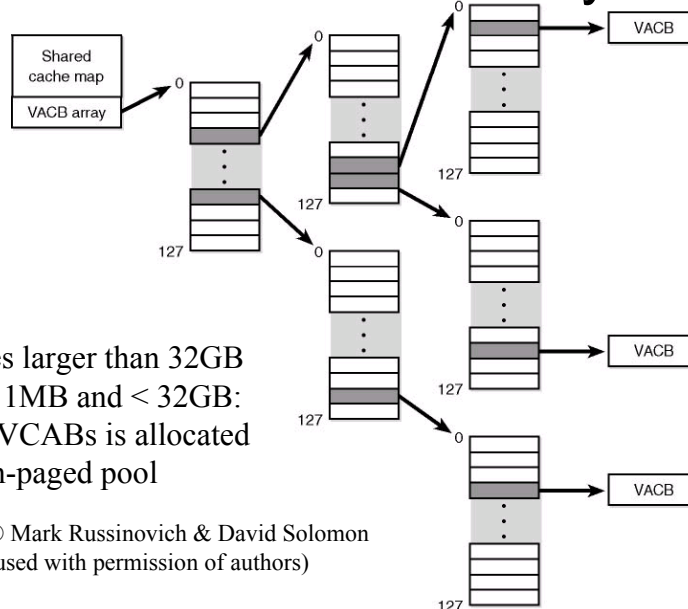 Shared
cache map
VACB array
0
127
0
127
0
127
VACB
0
127
VACB
0
127
0
127
VACB
es larger than 32GB
1MB and < 32GB:
VCABs is allocated
n-paged pool
© Mark Russinovich & David Solomon
used with permission of authors)